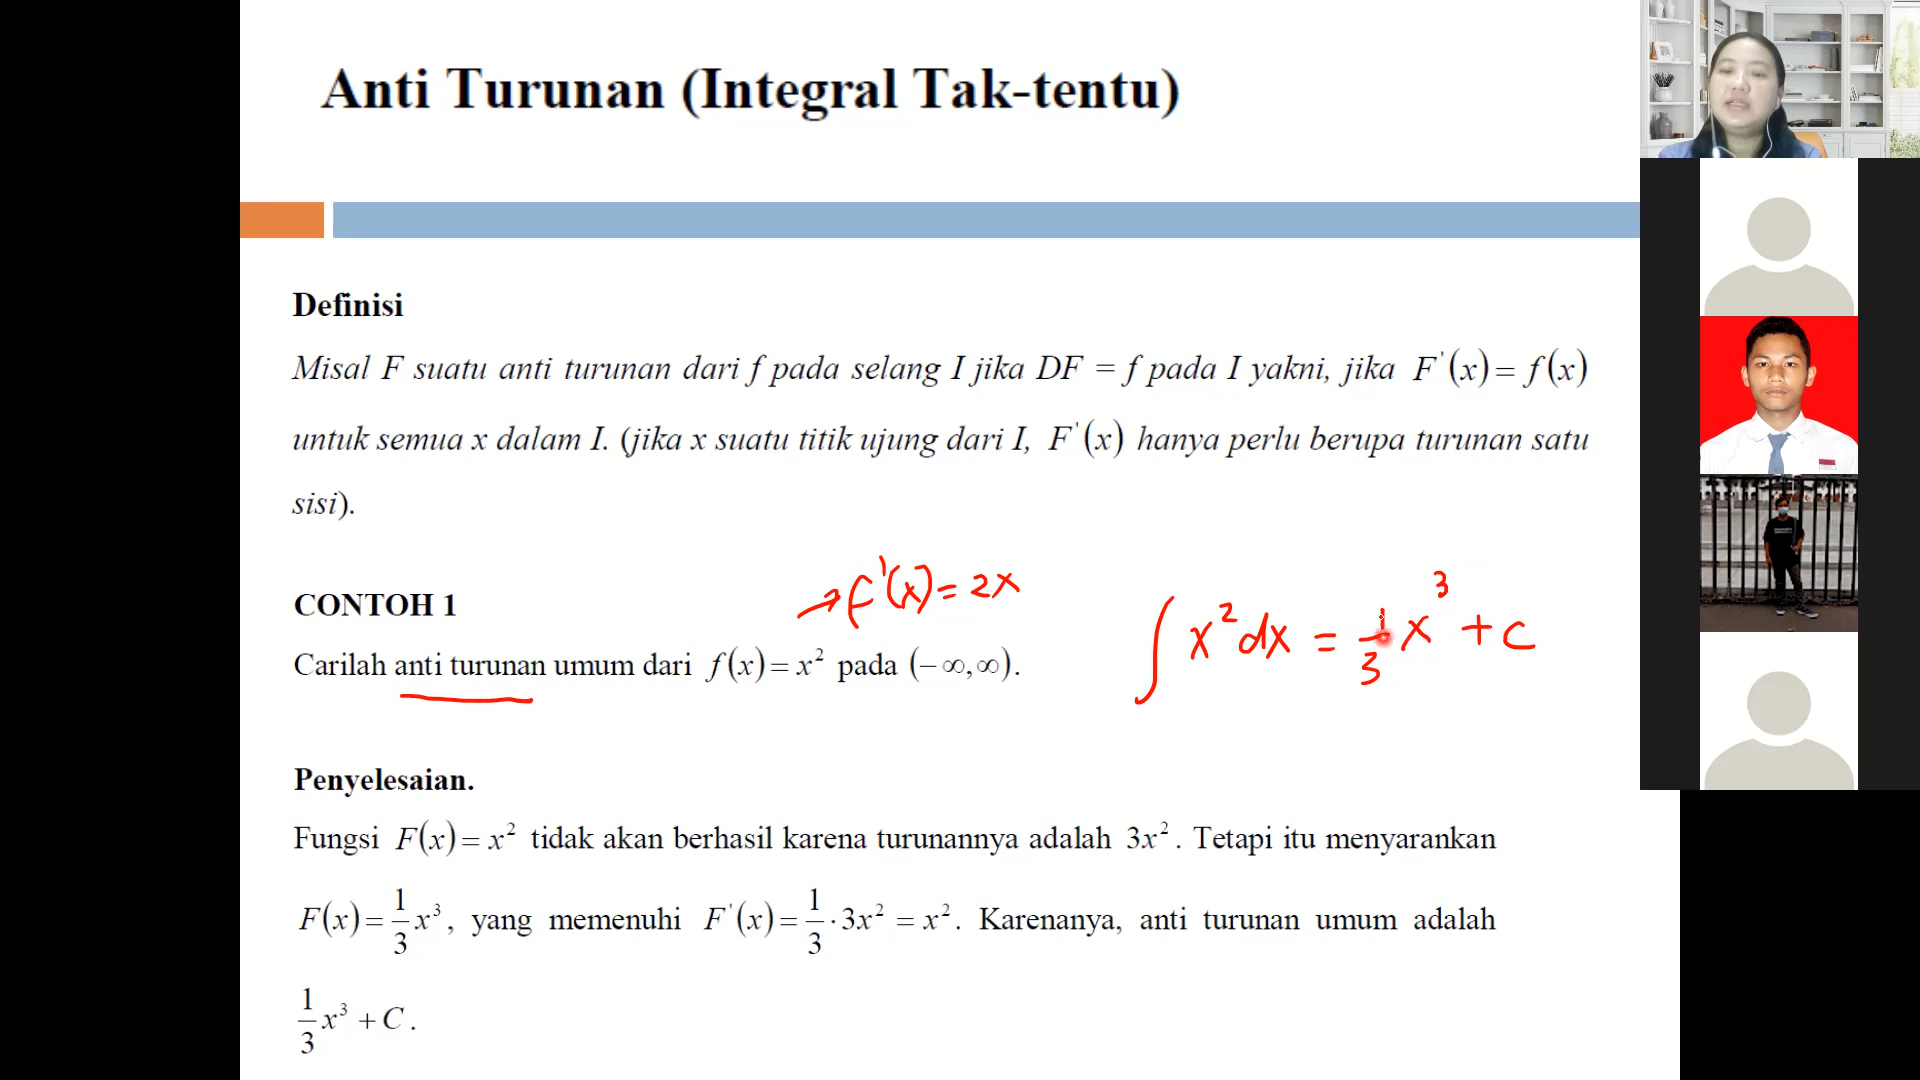 Anti Turunan (Integral Tak-tentu)
Definisi
Misal F suatu anti turunan dari f pada selang I jika DF = f pada I yakni, jika F'(x) = f(x)
untuk semua x dalam I. (jika x suatu titik ujung dari I, F'(x) hanya perlu berupa turunan satu
sisi).
→ f'(x) = 2x
∫ x² dx = 1/3 x³ + C
CONTOH 1
Carilah anti turunan umum dari f(x) = x² pada (−∞,∞).
Penyelesaian.
Fungsi F(x) = x² tidak akan berhasil karena turunannya adalah 3x². Tetapi itu menyarankan
F(x) = 1/3 x³, yang memenuhi F'(x) = 1/3 · 3x² = x². Karenanya, anti turunan umum adalah
1/3 x³ + C.